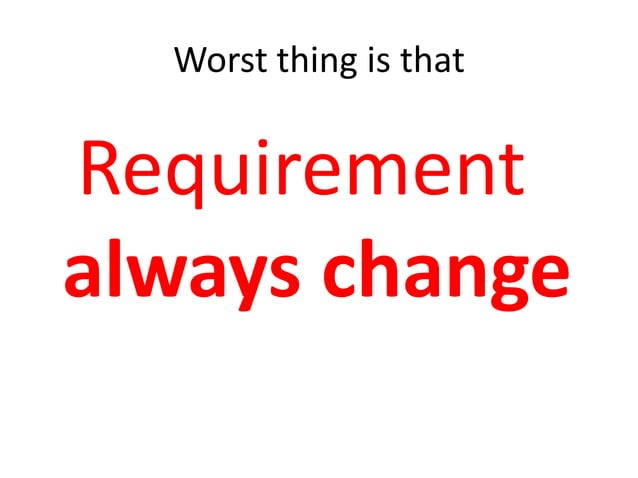 Worst thing is that
Requirement
always change